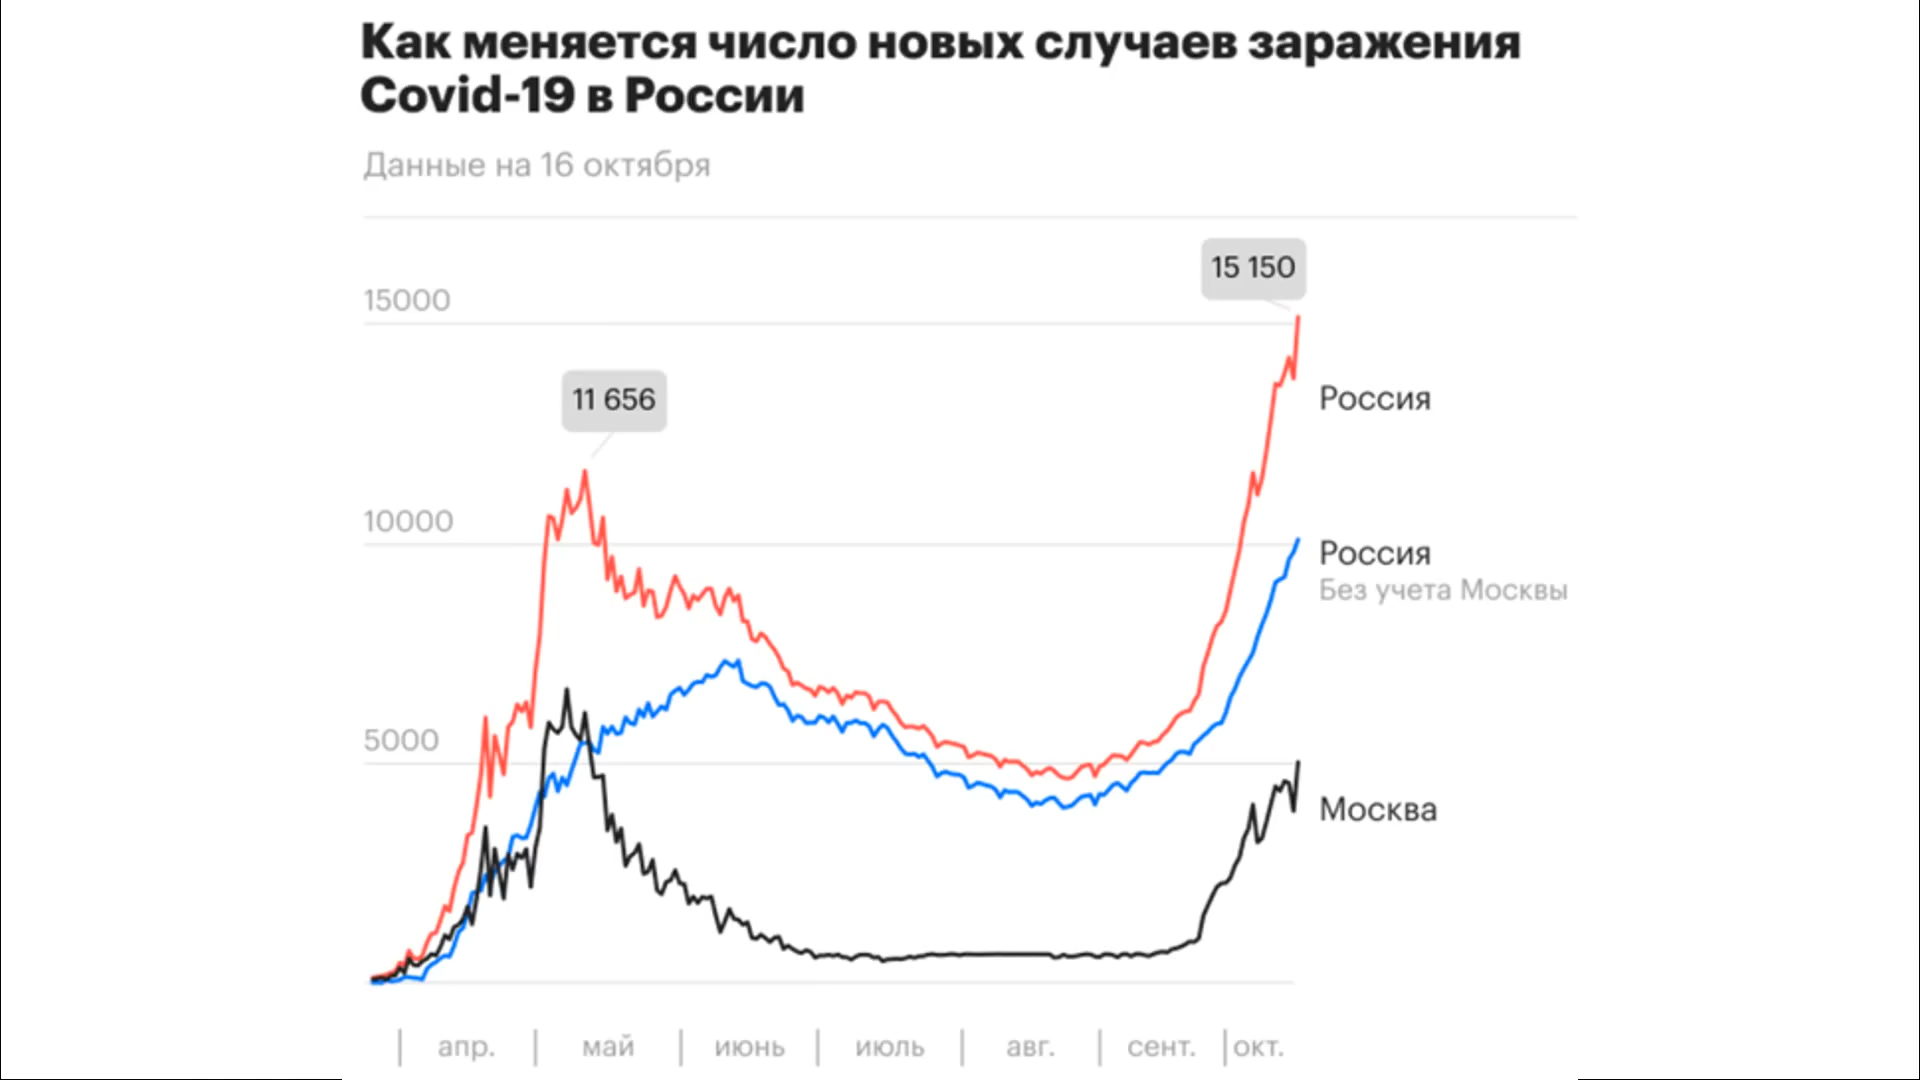 Как меняется число новых случаев заражения
Covid-19 в России
Данные на 16 октября
15 150
15000
11 656
Россия
10000
Россия
Без учета Москвы
5000
Москва
апр.
май
июнь
июль
авг.
сент.
окт.